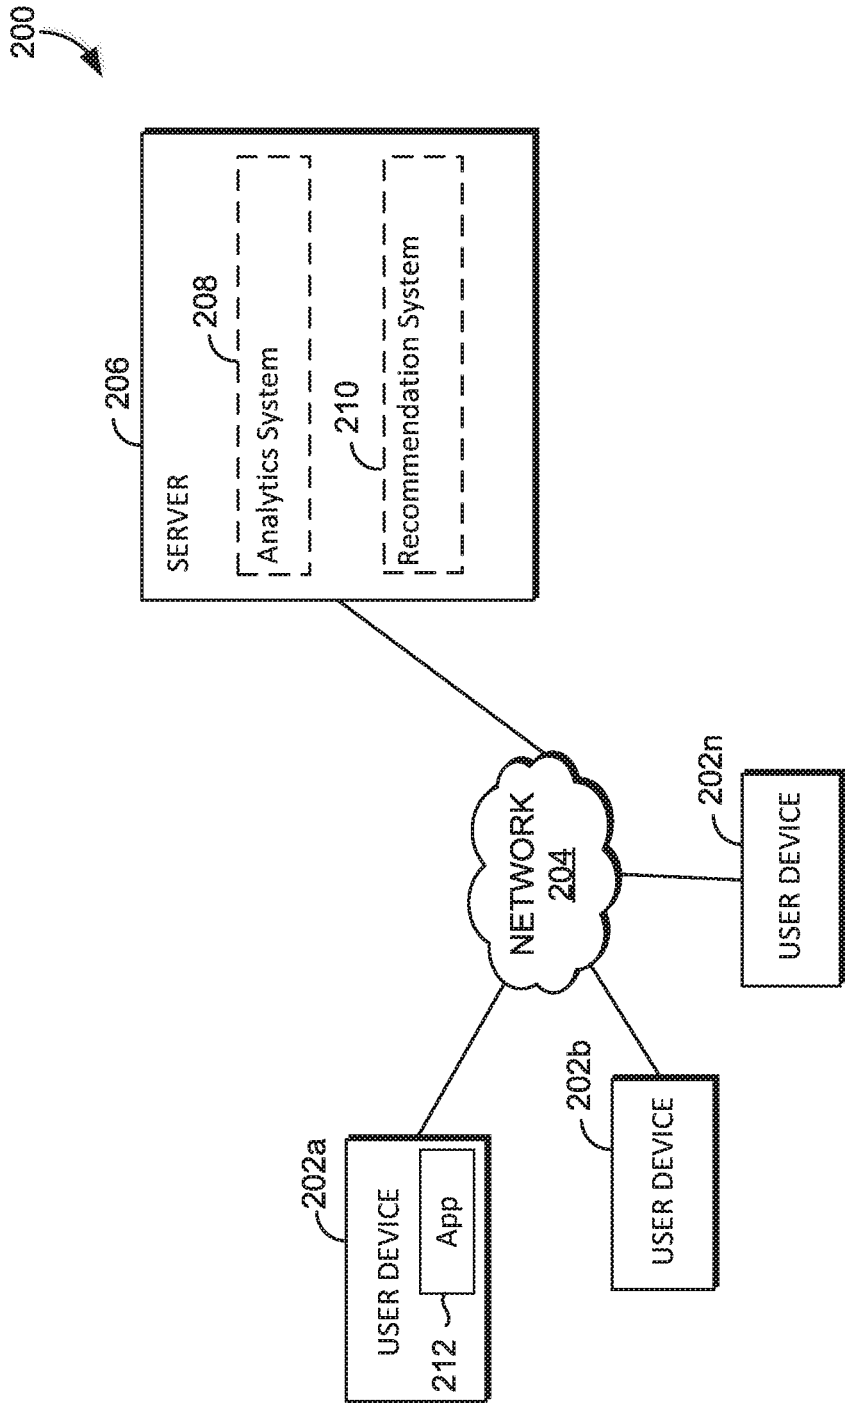 200
206
SERVER
208
Analytics System
210
Recommendation System
NETWORK
204
202a
USER DEVICE
App
212
202b
USER DEVICE
202n
USER DEVICE